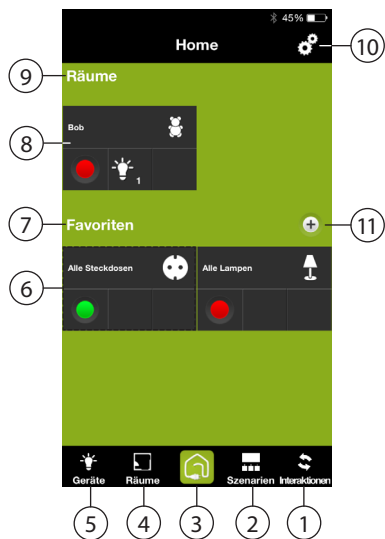 45%
Home
10
9
Räume
Bob
8
1
7
Favoriten
+
11
6
Alle Steckdosen
Alle Lampen
Geräte
Räume
Szenarien
Interaktionen
5
4
3
2
1